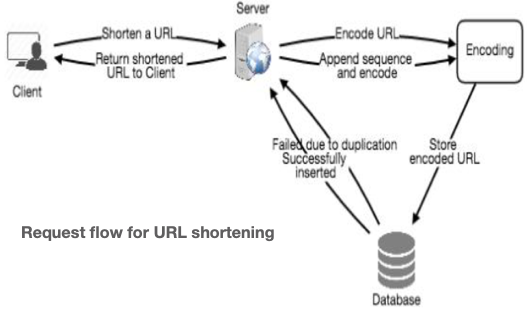 Server
Shorten a URL
Encode URL
Return shortened
URL to Client
Append sequence
and encode
Encoding
Client
Failed due to duplication
Successfully
inserted
Store
encoded URL
Request flow for URL shortening
Database